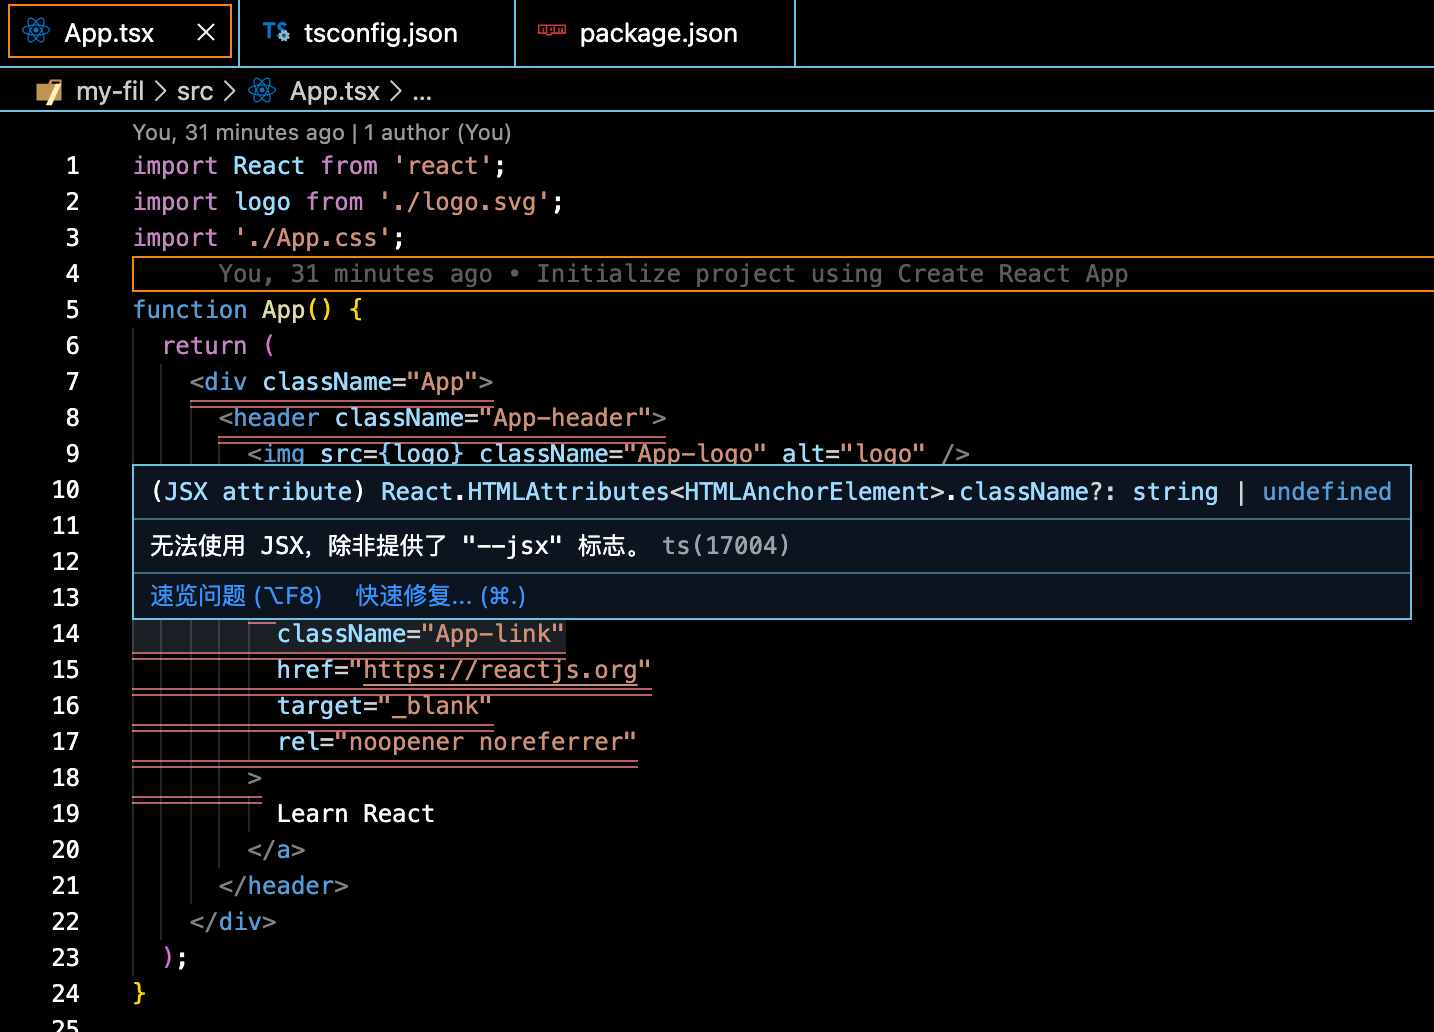 App.tsx
tsconfig.json
package.json
my-fil > src > App.tsx > ...
You, 31 minutes ago | 1 author (You)
1 import React from 'react';
2 import logo from './logo.svg';
3 import './App.css';
4 You, 31 minutes ago • Initialize project using Create React App
5 function App() {
6 return (
7 <div className="App">
8 <header className="App-header">
9 <img src={logo} className="App-logo" alt="logo" />
10 (JSX attribute) React.HTMLAttributes<HTMLAnchorElement>.className?: string | undefined
11 无法使用 JSX，除非提供了 "--jsx" 标志。 ts(17004)
12
13 速览问题 (⌥F8) 快速修复... (⌘.)
14 className="App-link"
15 href="https://reactjs.org"
16 target="_blank"
17 rel="noopener noreferrer"
18 >
19 Learn React
20 </a>
21 </header>
22 </div>
23 );
24 }
25